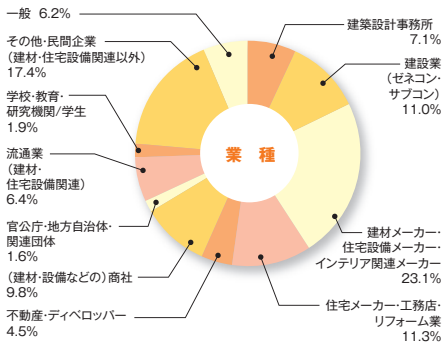 一般 6.2%
その他・民間企業
（建材・住宅設備関連以外）
17.4%
学校・教育・
研究機関/学生
1.9%
流通業
（建材・
住宅設備関連）
6.4%
官公庁・地方自治体・
関連団体
1.6%
（建材・設備などの）商社
9.8%
不動産・ディベロッパー
4.5%
業種
建築設計事務所
7.1%
建設業
（ゼネコン・
サブコン）
11.0%
建材メーカー・
住宅設備メーカー・
インテリア関連メーカー
23.1%
住宅メーカー・工務店・
リフォーム業
11.3%